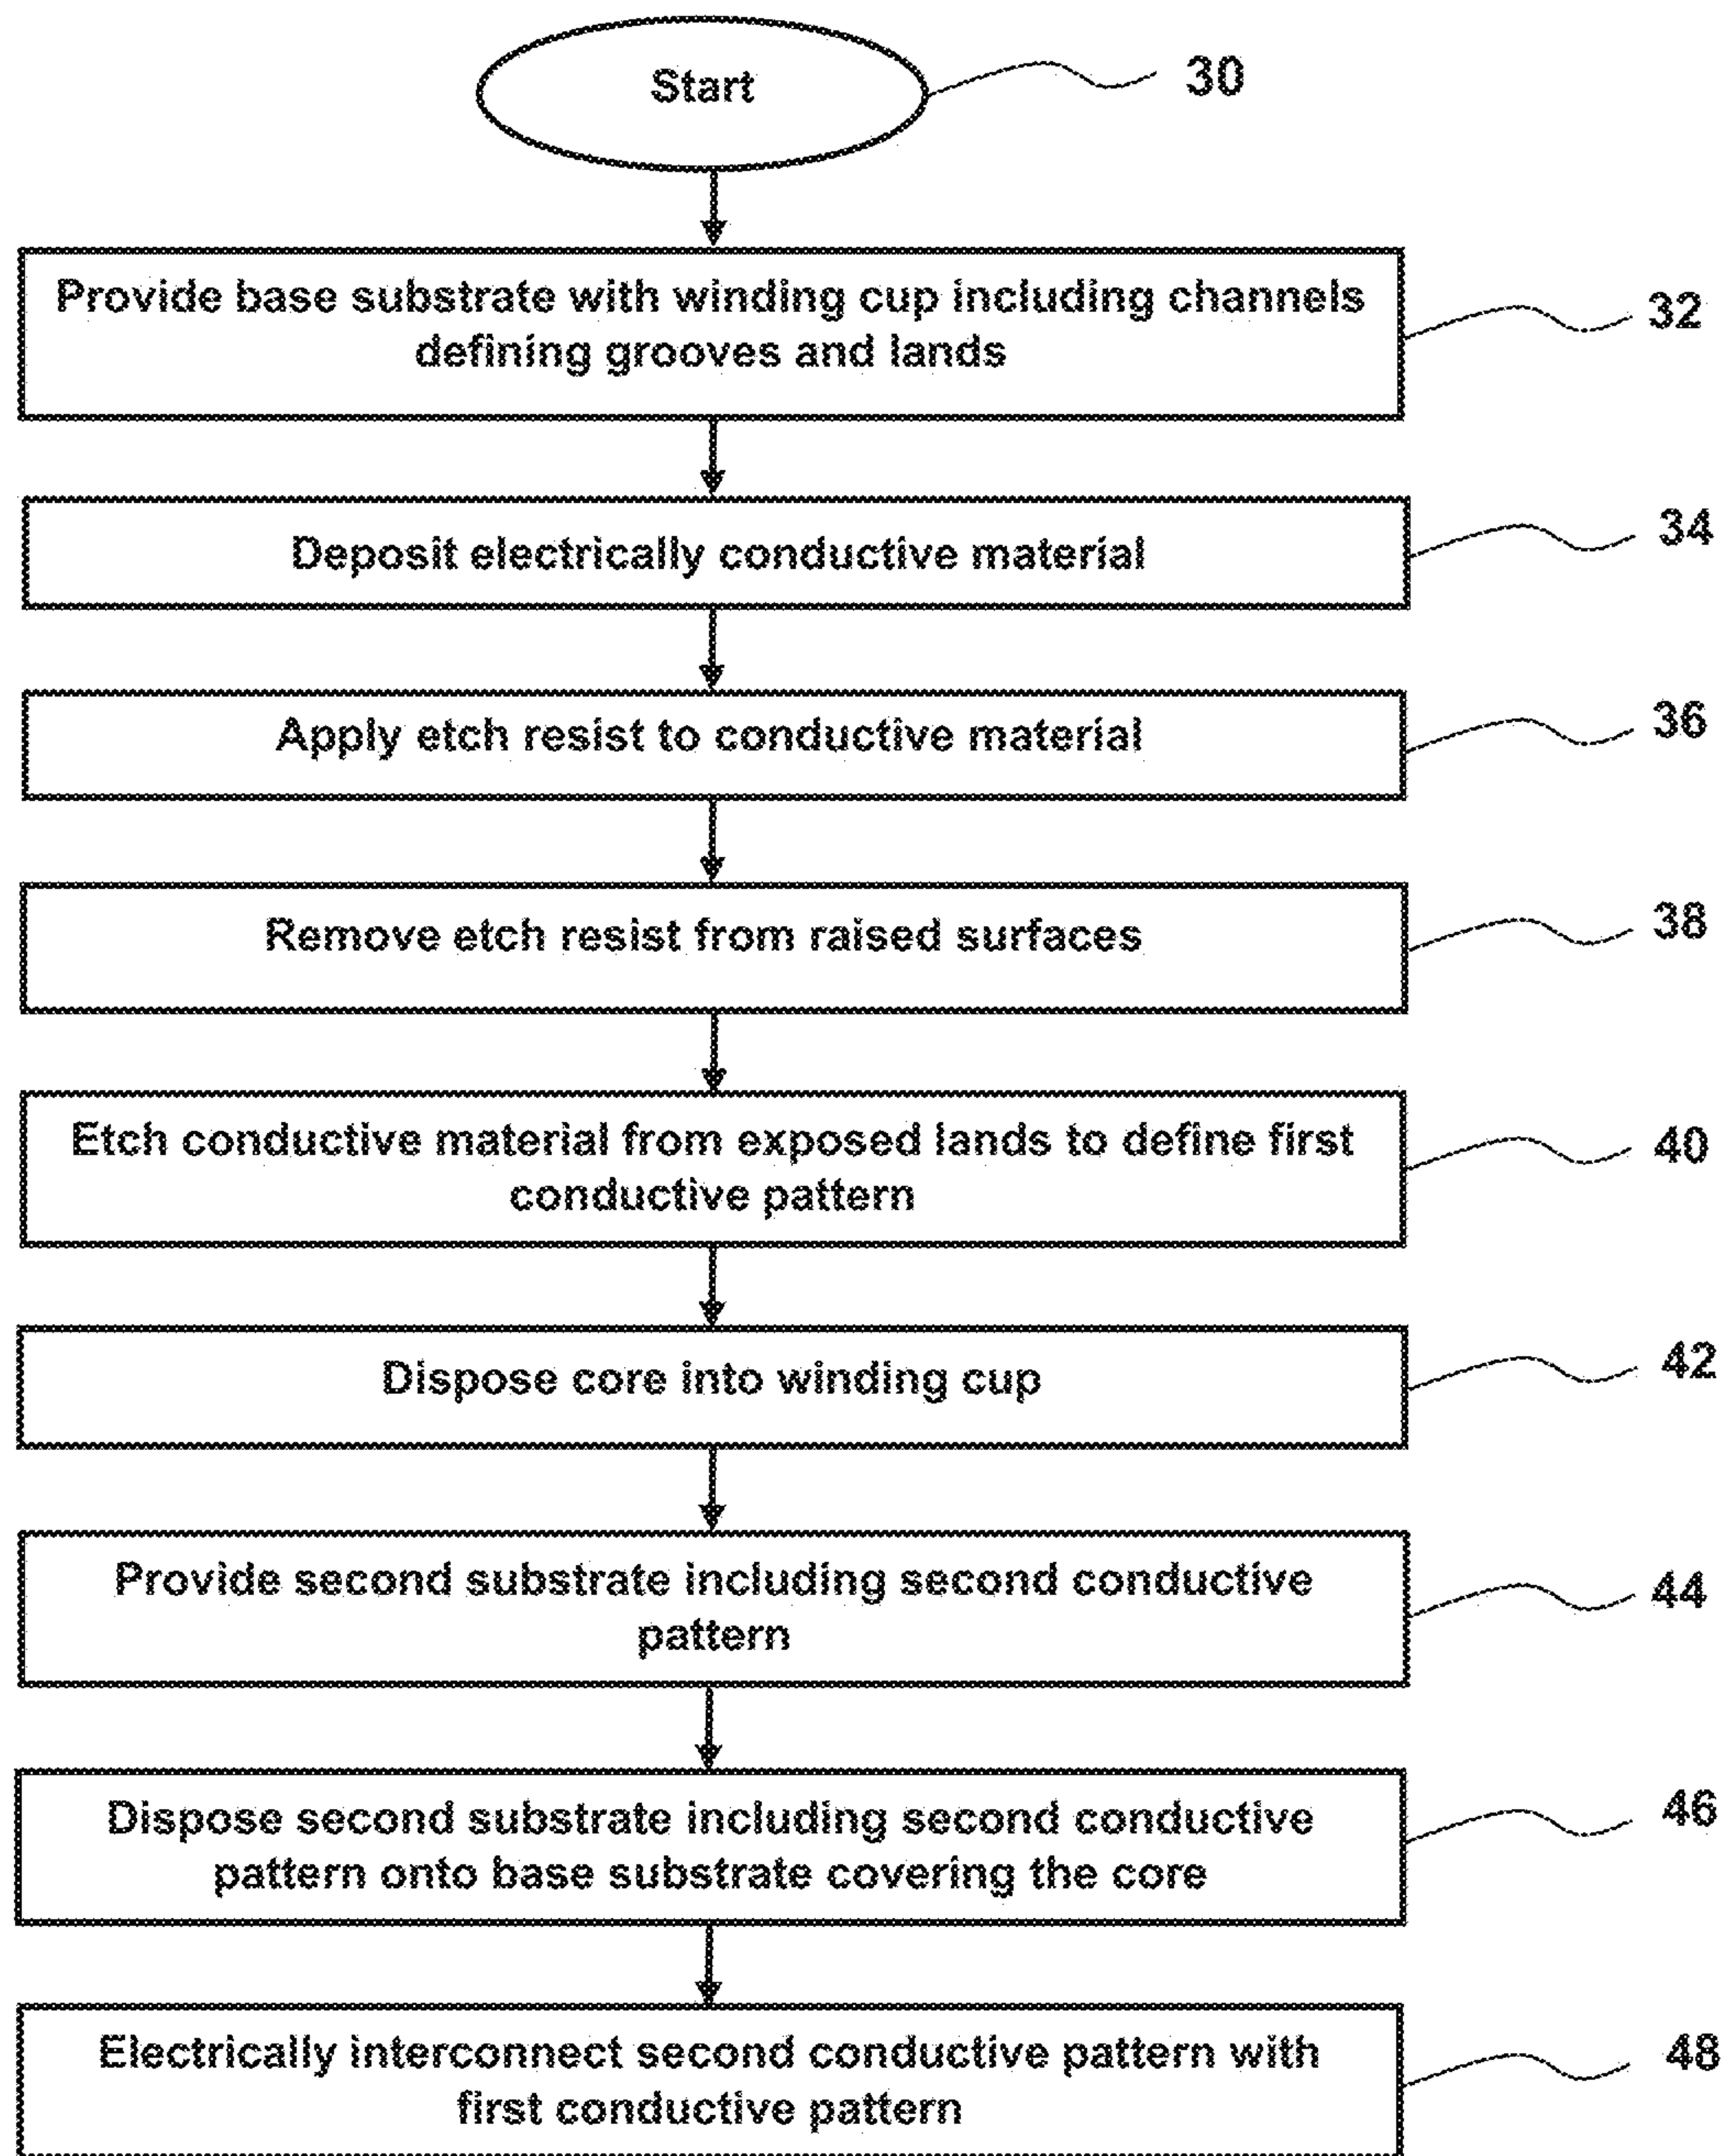 Start
30
Provide base substrate with winding cup including channels
defining grooves and lands
32
Deposit electrically conductive material
34
Apply etch resist to conductive material
36
Remove etch resist from raised surfaces
38
Etch conductive material from exposed lands to define first
conductive pattern
40
Dispose core into winding cup
42
Provide second substrate including second conductive
pattern
44
Dispose second substrate including second conductive
pattern onto base substrate covering the core
46
Electrically interconnect second conductive pattern with
first conductive pattern
48